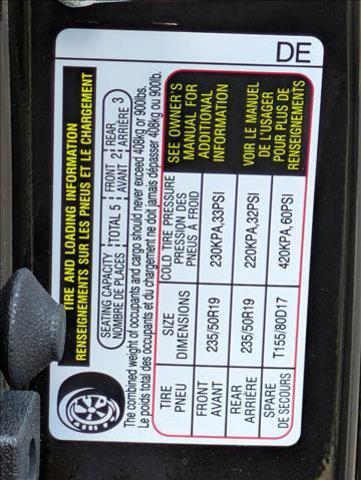 DE
TIRE AND LOADING INFORMATION
RENSEIGNEMENTS SUR LES PNEUS ET LE CHARGEMENT
SEATING CAPACITY
NOMBRE DE PLACES
TOTAL 5
FRONT
AVANT 2
REAR
ARRIÈRE 3
The combined weight of occupants and cargo should never exceed 408kg or 900lbs.
Le poids total des occupants et du chargement ne doit jamais dépasser 408kg ou 900lb.
TIRE
PNEU
SIZE
DIMENSIONS
COLD TIRE PRESSURE
PRESSION DES
PNEUS À FROID
SEE OWNER'S
MANUAL FOR
ADDITIONAL
INFORMATION
VOIR LE MANUEL
DE L'USAGER
POUR PLUS DE
RENSEIGNEMENTS
FRONT
AVANT
235/50R19
230KPA,33PSI
REAR
ARRIÈRE
235/50R19
220KPA,32PSI
SPARE
DE SECOURS
T155/80D17
420KPA,60PSI